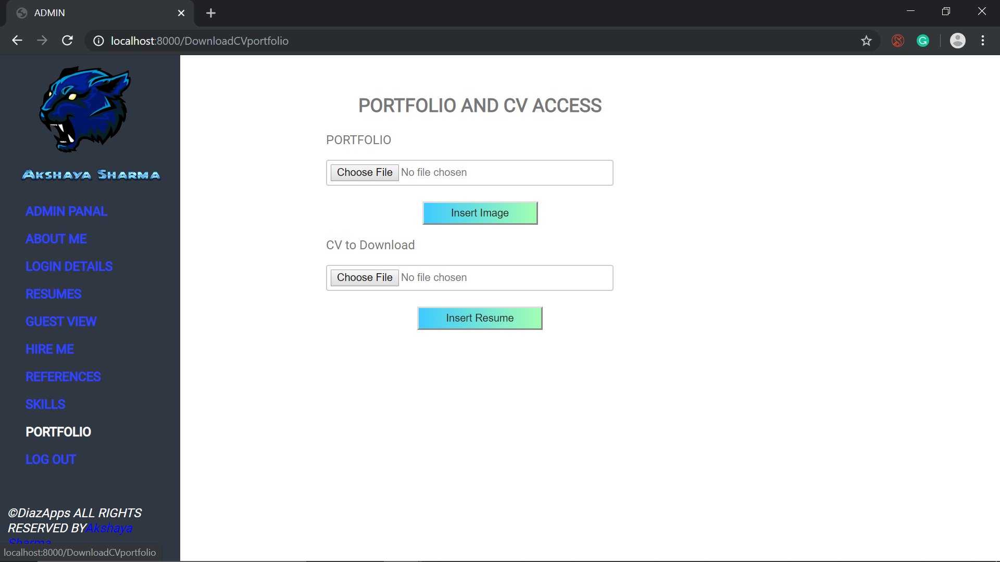 ADMIN
localhost:8000/DownloadCVportfolio
AKSHAYA SHARMA
ADMIN PANAL
ABOUT ME
LOGIN DETAILS
RESUMES
GUEST VIEW
HIRE ME
REFERENCES
SKILLS
PORTFOLIO
LOG OUT
©DiazApps ALL RIGHTS
RESERVED BYAkshaya
Sharma
localhost:8000/DownloadCVportfolio
PORTFOLIO AND CV ACCESS
PORTFOLIO
Choose File No file chosen
Insert Image
CV to Download
Choose File No file chosen
Insert Resume